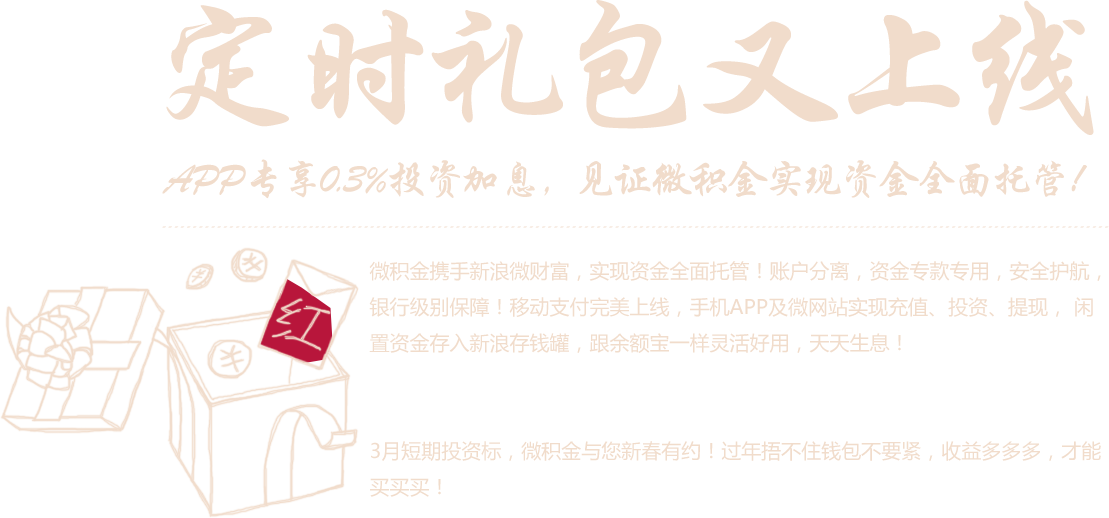 定时礼包又上线
APP专享0.3%投资加息，见证微积金实现资金全面托管！
红
微积金携手新浪微财富，实现资金全面托管！账户分离，资金专款专用，安全护航，
银行级别保障！移动支付完美上线，手机APP及微网站实现充值、投资、提现， 闲
置资金存入新浪存钱罐，跟余额宝一样灵活好用，天天生息！
3月短期投资标，微积金与您新春有约！过年捂不住钱包不要紧，收益多多多，才能
买买买！